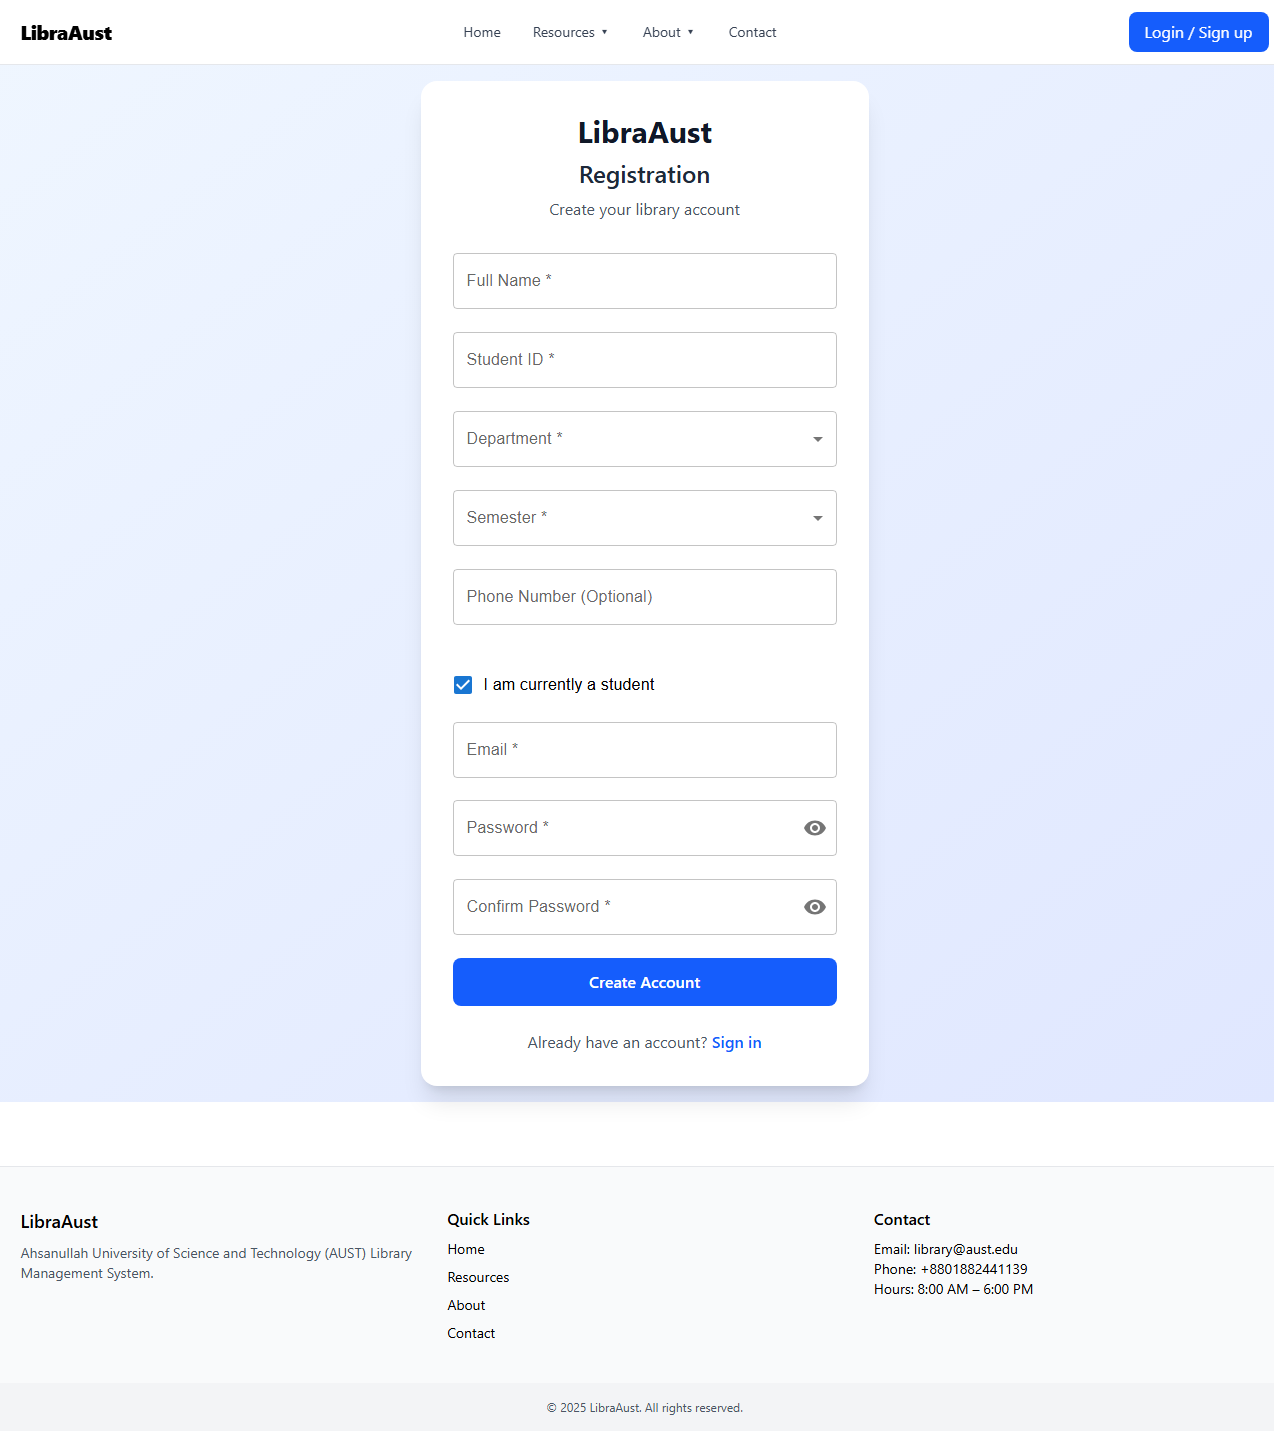 LibraAust
Home
Resources ▼
About ▼
Contact
Login / Sign up
LibraAust
Registration
Create your library account
Full Name *
Student ID *
Department *
Semester *
Phone Number (Optional)
I am currently a student
Email *
Password *
Confirm Password *
Create Account
Already have an account? Sign in
LibraAust
Ahsanullah University of Science and Technology (AUST) Library
Management System.
Quick Links
Home
Resources
About
Contact
Contact
Email: library@aust.edu
Phone: +8801882441139
Hours: 8:00 AM – 6:00 PM
© 2025 LibraAust. All rights reserved.